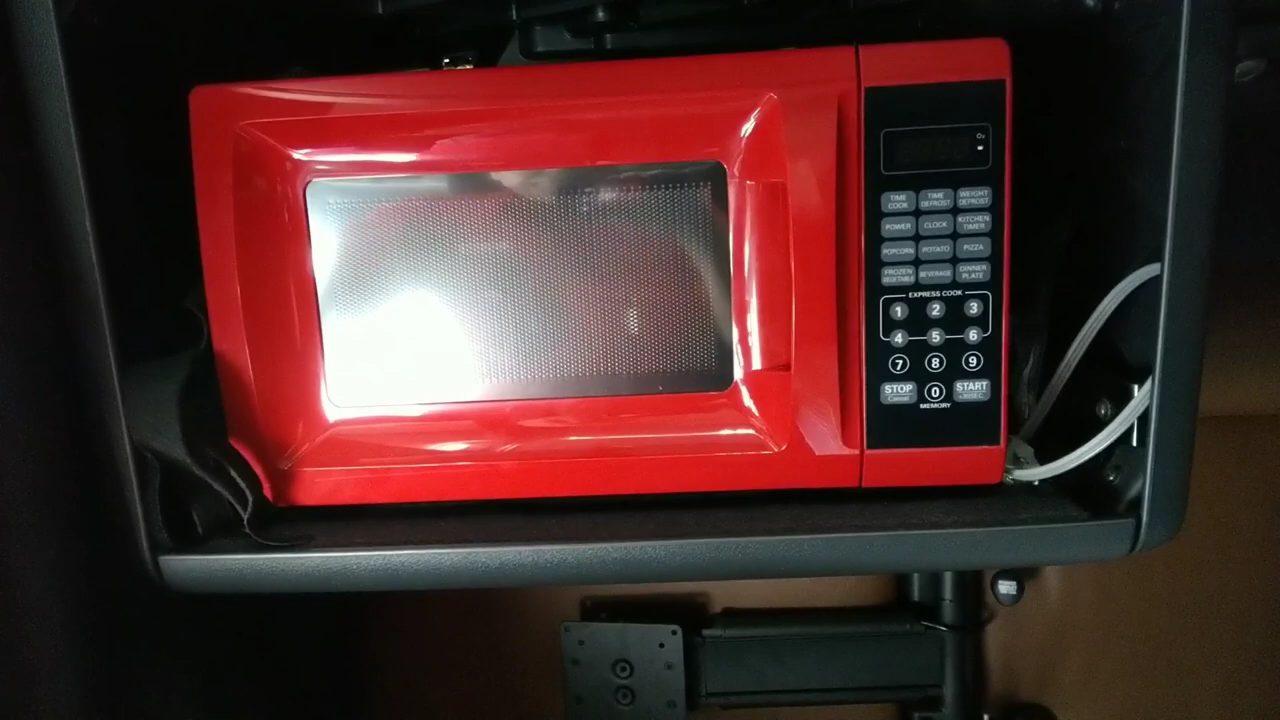 TIME COOK
TIME DEFROST
WEIGHT DEFROST
POWER
CLOCK
KITCHEN TIMER
POPCORN
POTATO
PIZZA
FROZEN VEGETABLE
BEVERAGE
DINNER PLATE
EXPRESS COOK
1 2 3
4 5 6
7 8 9
STOP Cancel
0
START +30SEC
MEMORY